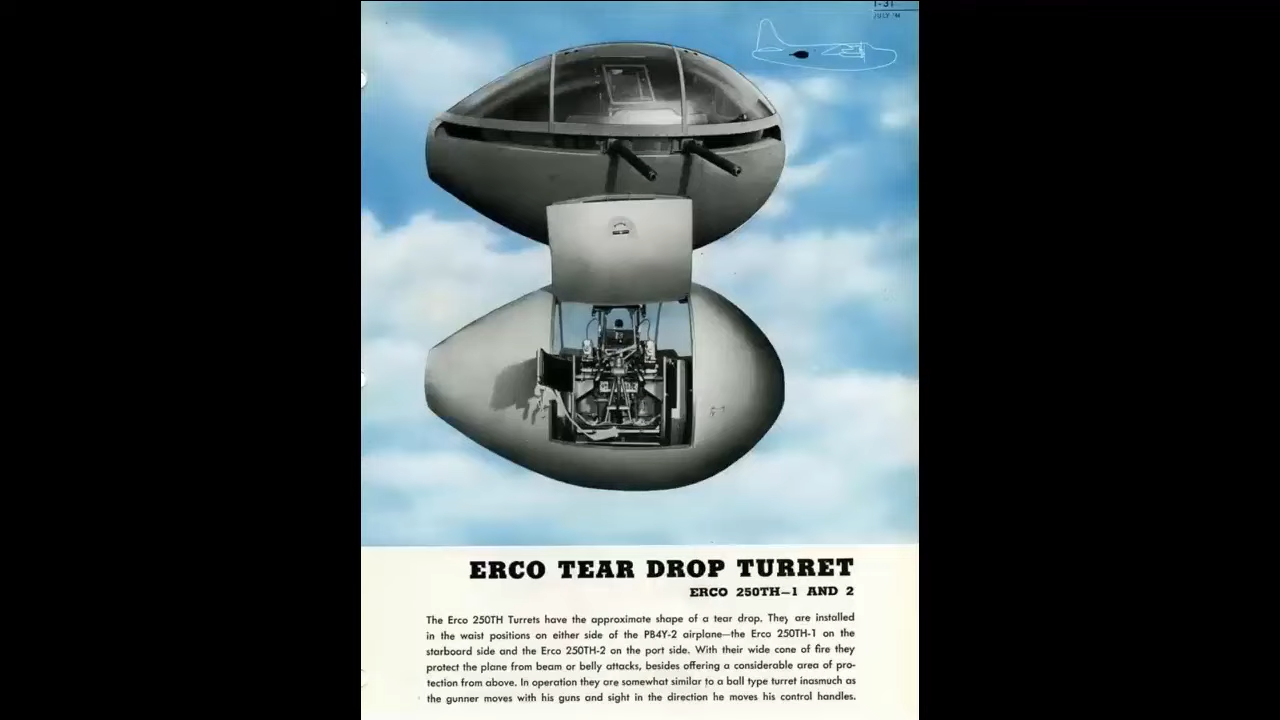 JULY '44
ERCO TEAR DROP TURRET
ERCO 250TH—1 AND 2
The Erco 250TH Turrets have the approximate shape of a tear drop. They are installed
in the waist positions on either side of the PB4Y-2 airplane—the Erco 250TH-1 on the
starboard side and the Erco 250TH-2 on the port side. With their wide cone of fire they
protect the plane from beam or belly attacks, besides offering a considerable area of pro-
tection from above. In operation they are somewhat similar to a ball type turret inasmuch as
the gunner moves with his guns and sight in the direction he moves his control handles.